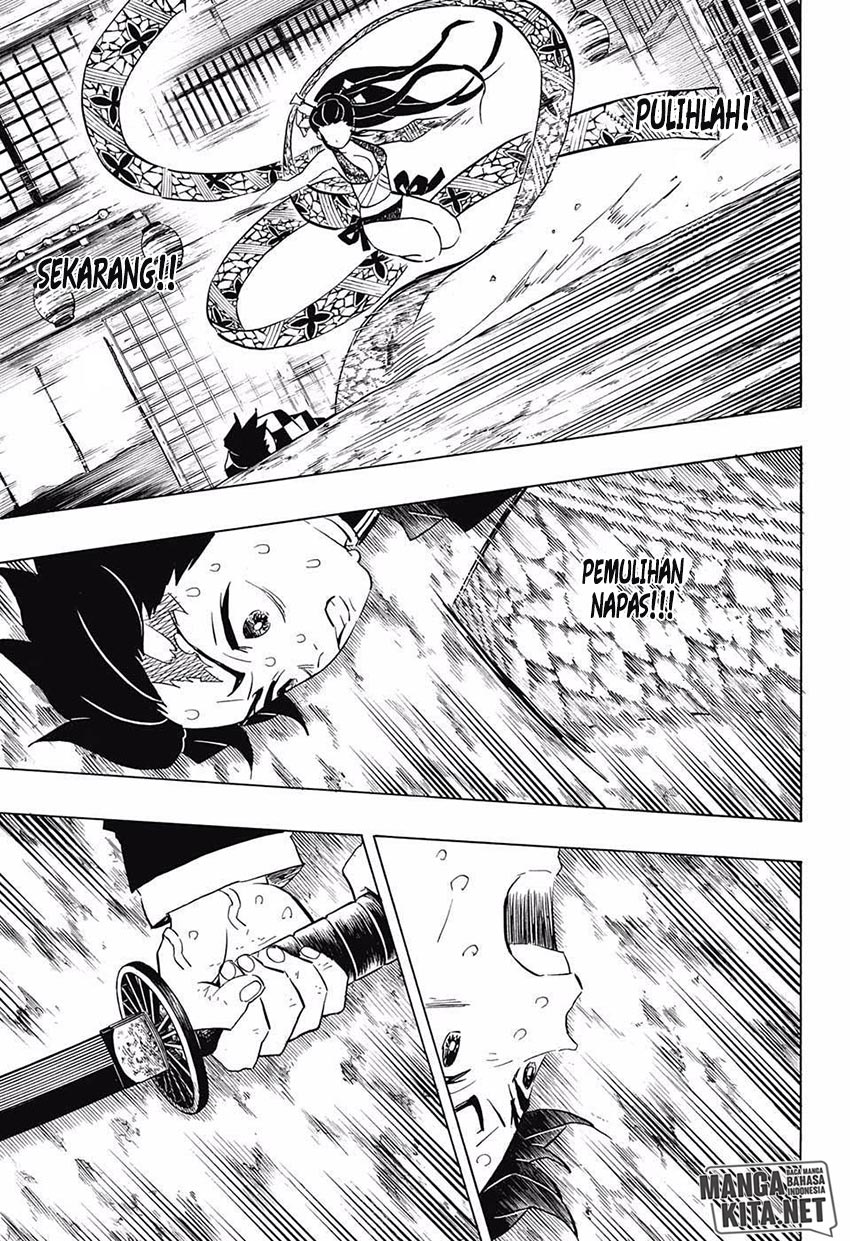 PULIHLAH!
SEKARANG!!
PEMULIHAN
NAPAS!!!
MANGA
BACA MANGA
BAHASA
INDONESIA
KITA.NET